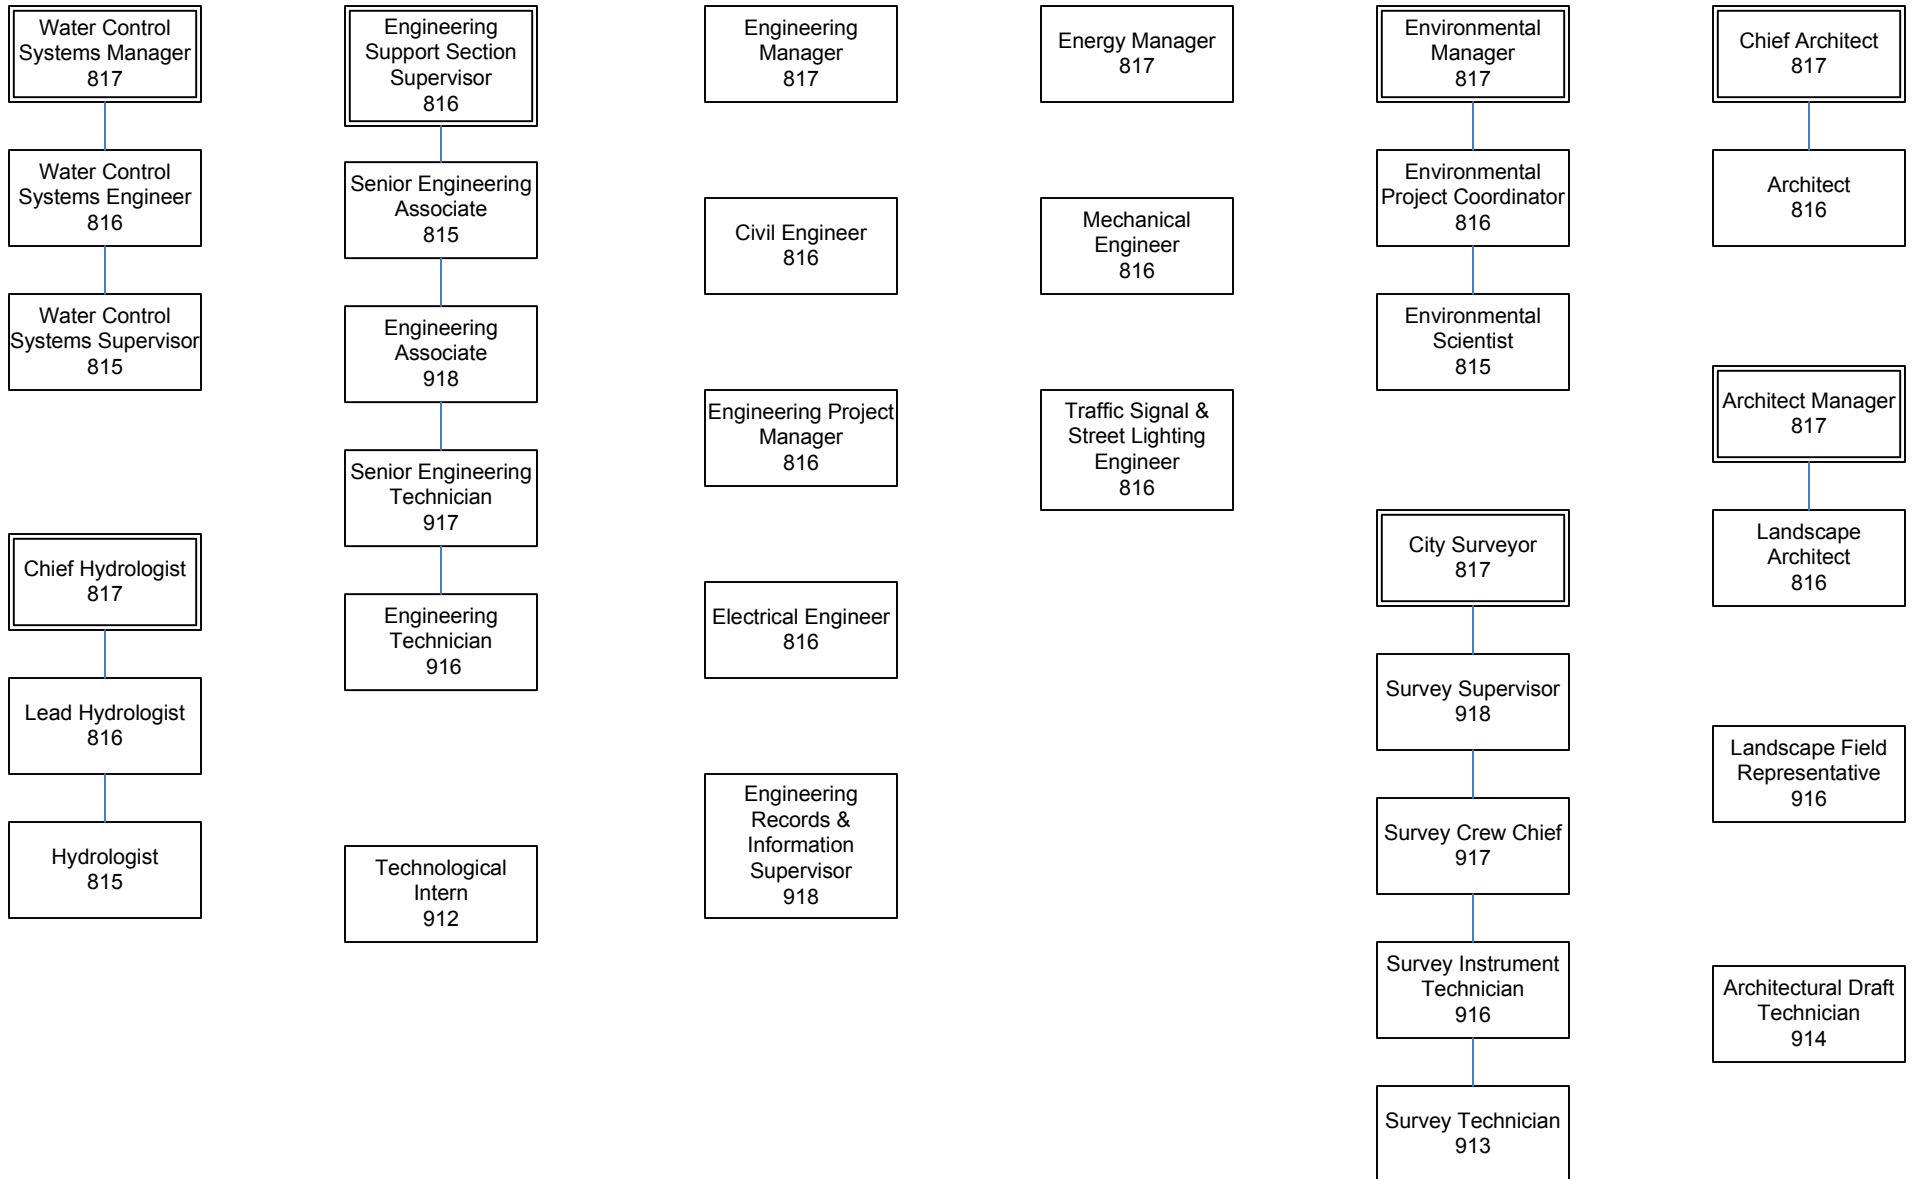 Water Control
Systems Manager
817
Water Control
Systems Engineer
816
Water Control
Systems Supervisor
815
Chief Hydrologist
817
Lead Hydrologist
816
Hydrologist
815
Engineering
Support Section
Supervisor
816
Senior Engineering
Associate
815
Engineering
Associate
918
Senior Engineering
Technician
917
Engineering
Technician
916
Technological
Intern
912
Engineering
Manager
817
Civil Engineer
816
Engineering Project
Manager
816
Electrical Engineer
816
Engineering
Records &
Information
Supervisor
918
Energy Manager
817
Mechanical
Engineer
816
Traffic Signal &
Street Lighting
Engineer
816
Environmental
Manager
817
Environmental
Project Coordinator
816
Environmental
Scientist
815
City Surveyor
817
Survey Supervisor
918
Survey Crew Chief
917
Survey Instrument
Technician
916
Survey Technician
913
Chief Architect
817
Architect
816
Architect Manager
817
Landscape
Architect
816
Landscape Field
Representative
916
Architectural Draft
Technician
914